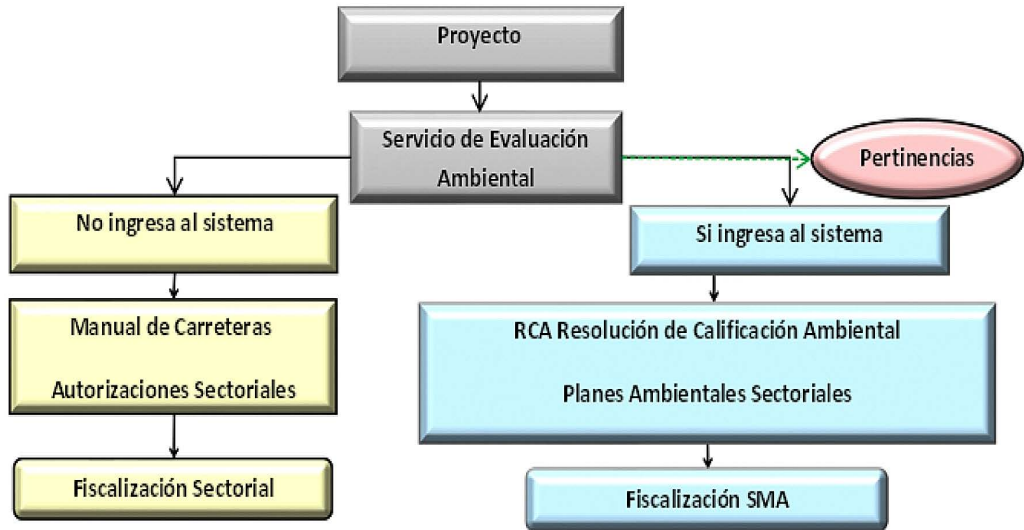 Proyecto
Servicio de Evaluación
Ambiental
Pertinencias
No ingresa al sistema
Si ingresa al sistema
Manual de Carreteras
Autorizaciones Sectoriales
RCA Resolución de Calificación Ambiental
Planes Ambientales Sectoriales
Fiscalización Sectorial
Fiscalización SMA